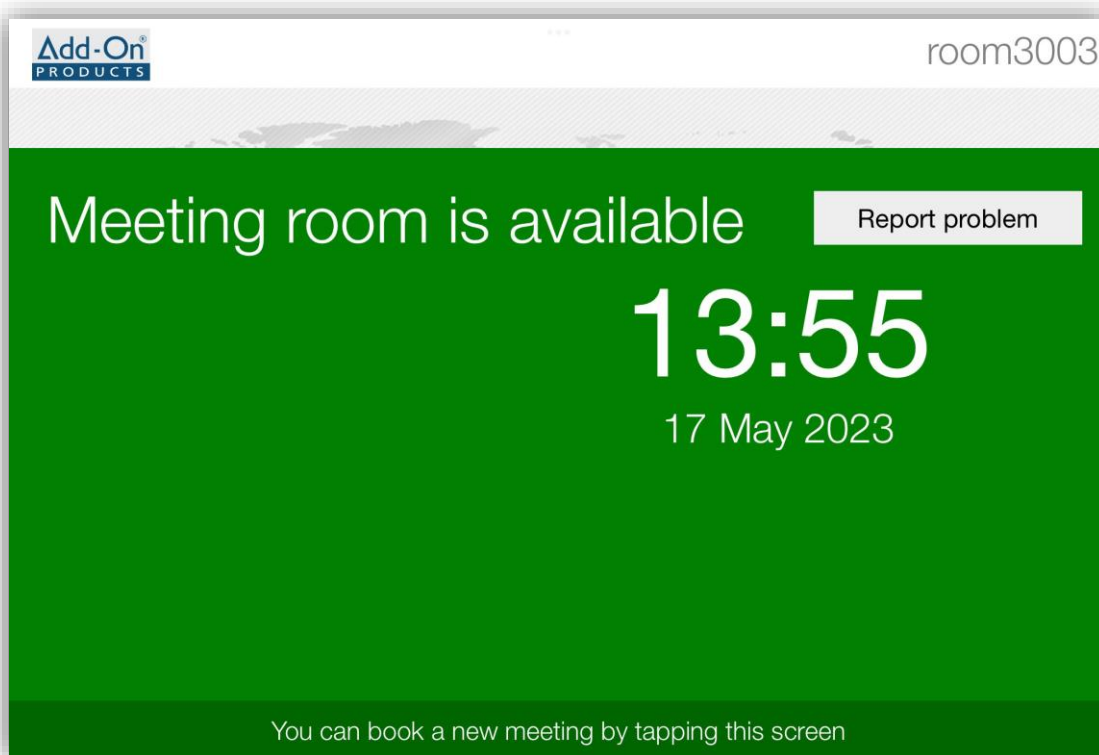 Add-On®
PRODUCTS
room3003
Meeting room is available
Report problem
13:55
17 May 2023
You can book a new meeting by tapping this screen